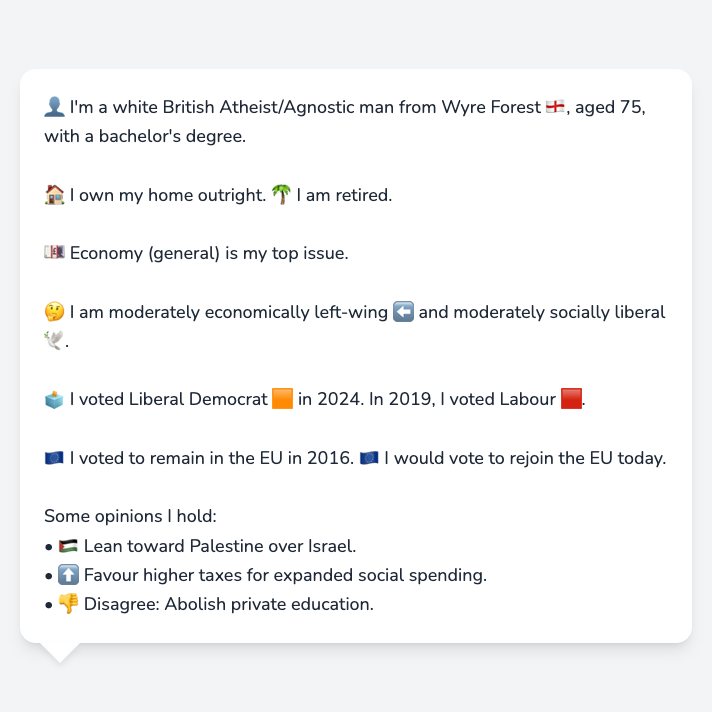 👤 I'm a white British Atheist/Agnostic man from Wyre Forest 🏴󠁧󠁢󠁥󠁮󠁧󠁿, aged 75,
with a bachelor's degree.
🏠 I own my home outright. 🌴 I am retired.
💷 Economy (general) is my top issue.
🤔 I am moderately economically left-wing ⬅️ and moderately socially liberal
🕊️.
🗳️ I voted Liberal Democrat 🟧 in 2024. In 2019, I voted Labour 🟥.
🇪🇺 I voted to remain in the EU in 2016. 🇪🇺 I would vote to rejoin the EU today.
Some opinions I hold:
• 🇵🇸 Lean toward Palestine over Israel.
• ⬆️ Favour higher taxes for expanded social spending.
• 👎 Disagree: Abolish private education.